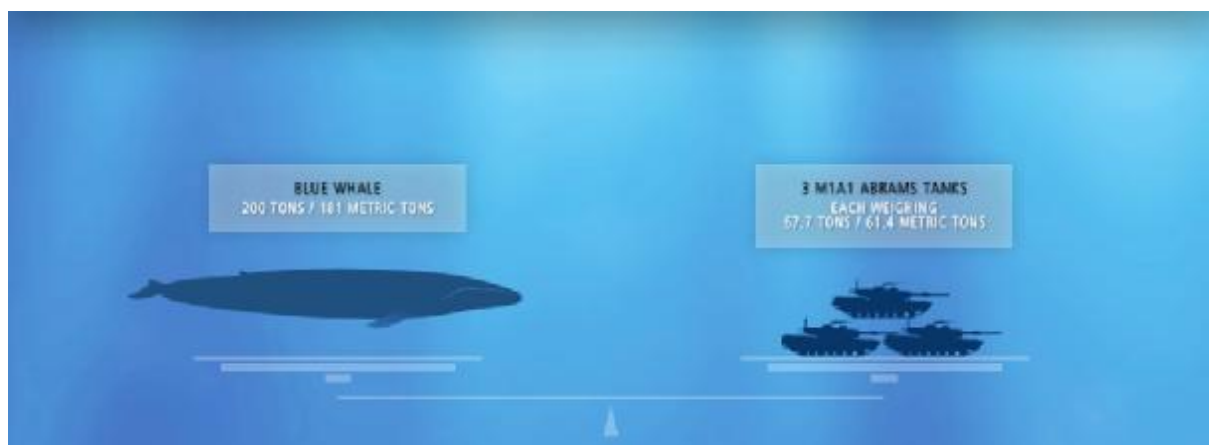 BLUE WHALE
200 TONS / 181 METRIC TONS
3 M1A1 ABRAMS TANKS
EACH WEIGHING
67.7 TONS / 61.4 METRIC TONS